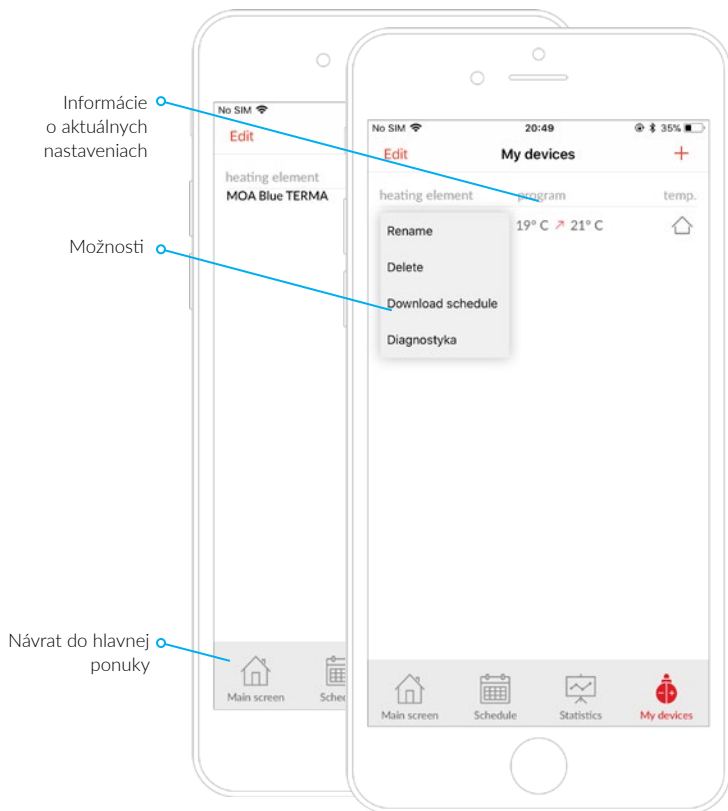 Informácie
o aktuálnych
nastaveniach
Možnosti
Návrat do hlavnej
ponuky
No SIM
Edit
heating element
MOA Blue TERMA
Main screen
No SIM 20:49 35%
Edit My devices +
heating element program temp.
19° C ↗ 21° C
Rename
Delete
Download schedule
Diagnostyka
Main screen Schedule Statistics My devices